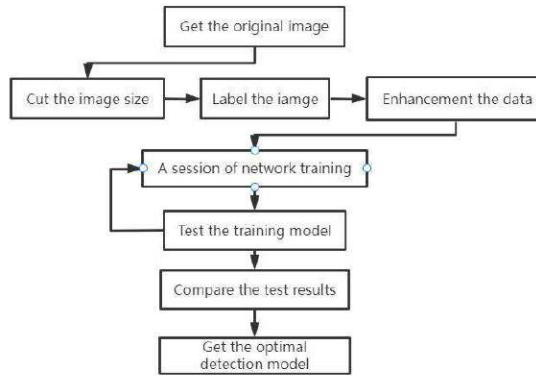 Get the original image
Cut the image size
Label the iamge
Enhancement the data
A session of network training
Test the training model
Compare the test results
Get the optimal
detection model